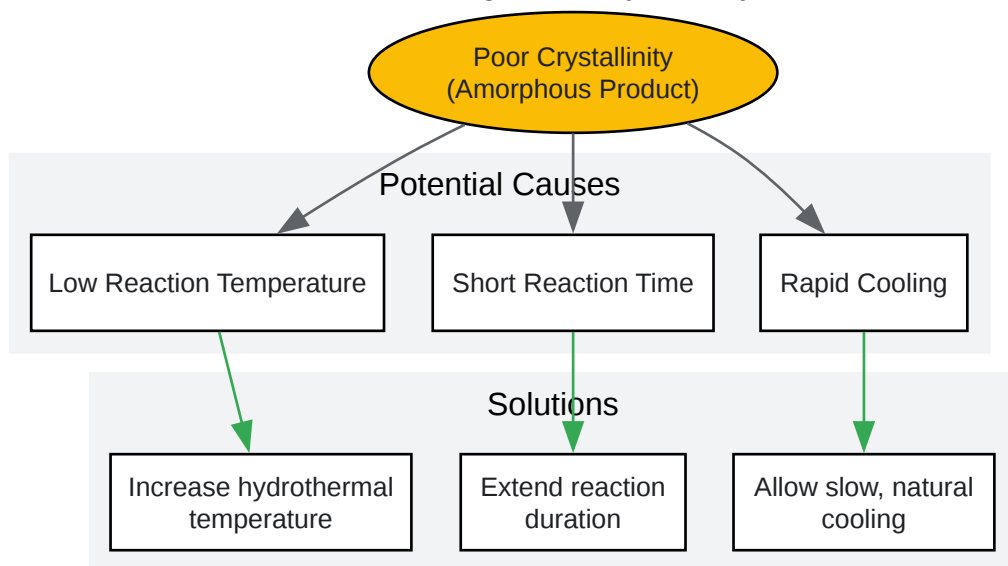 Poor Crystallinity
(Amorphous Product)
Potential Causes
Low Reaction Temperature
Short Reaction Time
Rapid Cooling
Solutions
Increase hydrothermal
temperature
Extend reaction
duration
Allow slow, natural
cooling